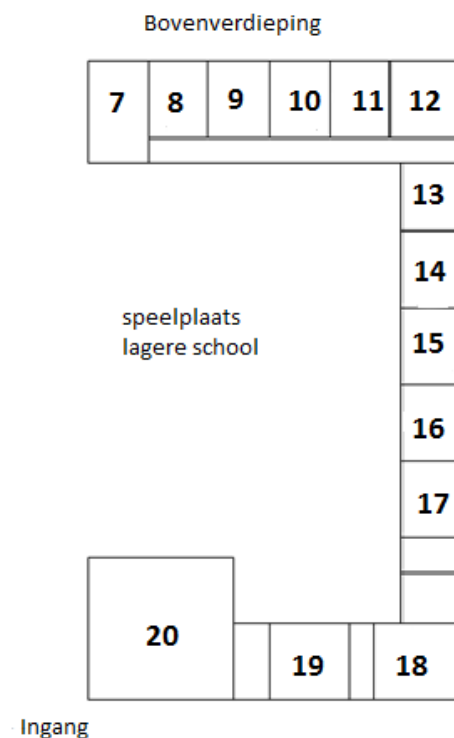 Bovenverdieping
7 8 9 10 11 12
13
14
speelplaats
lagere school
15
16
17
20
19 18
Ingang